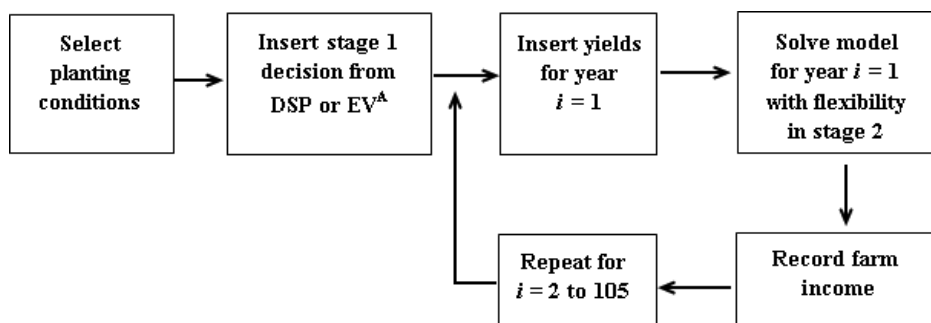 Select
planting
conditions
Insert stage 1
decision from
DSP or EV^A
Insert yields
for year
i = 1
Solve model
for year i = 1
with flexibility
in stage 2
Record farm
income
Repeat for
i = 2 to 105